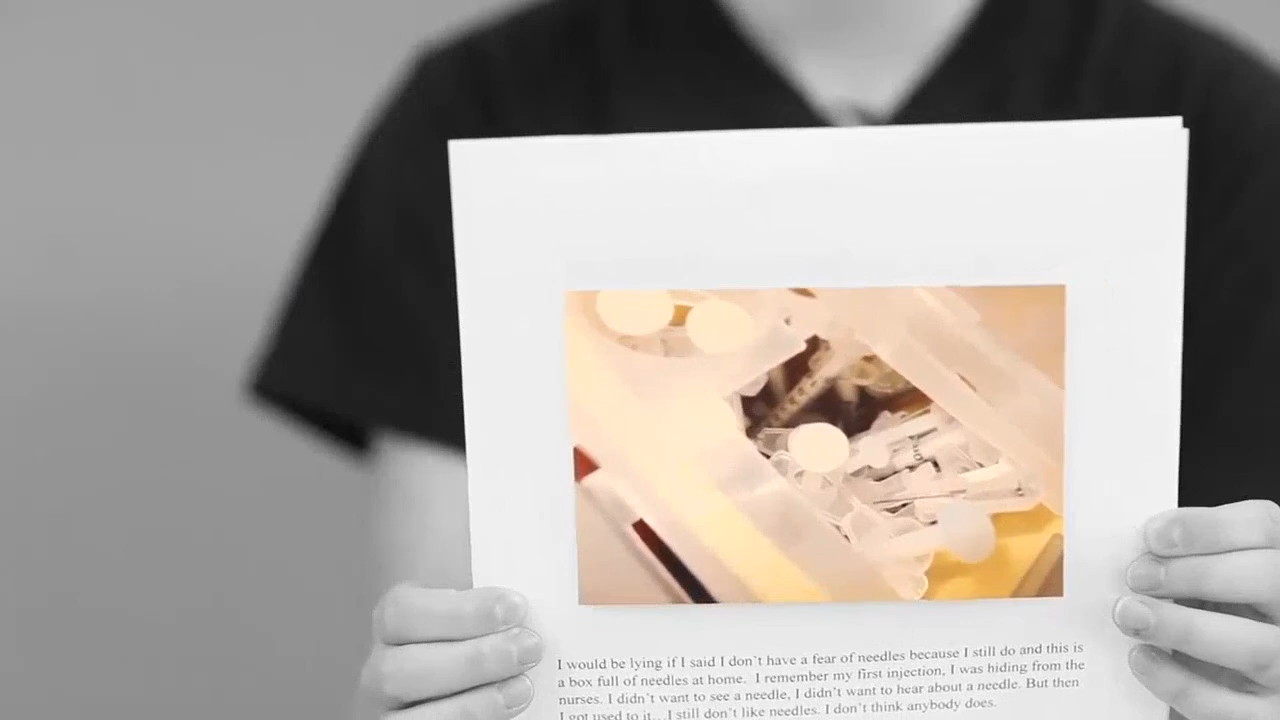 I would be lying if I said I don't have a fear of needles because I still do and this is
a box full of needles at home. I remember my first injection, I was hiding from the
nurses. I didn't want to see a needle, I didn't want to hear about a needle. But then
I got used to it... I still don't like needles. I don't think anybody does.